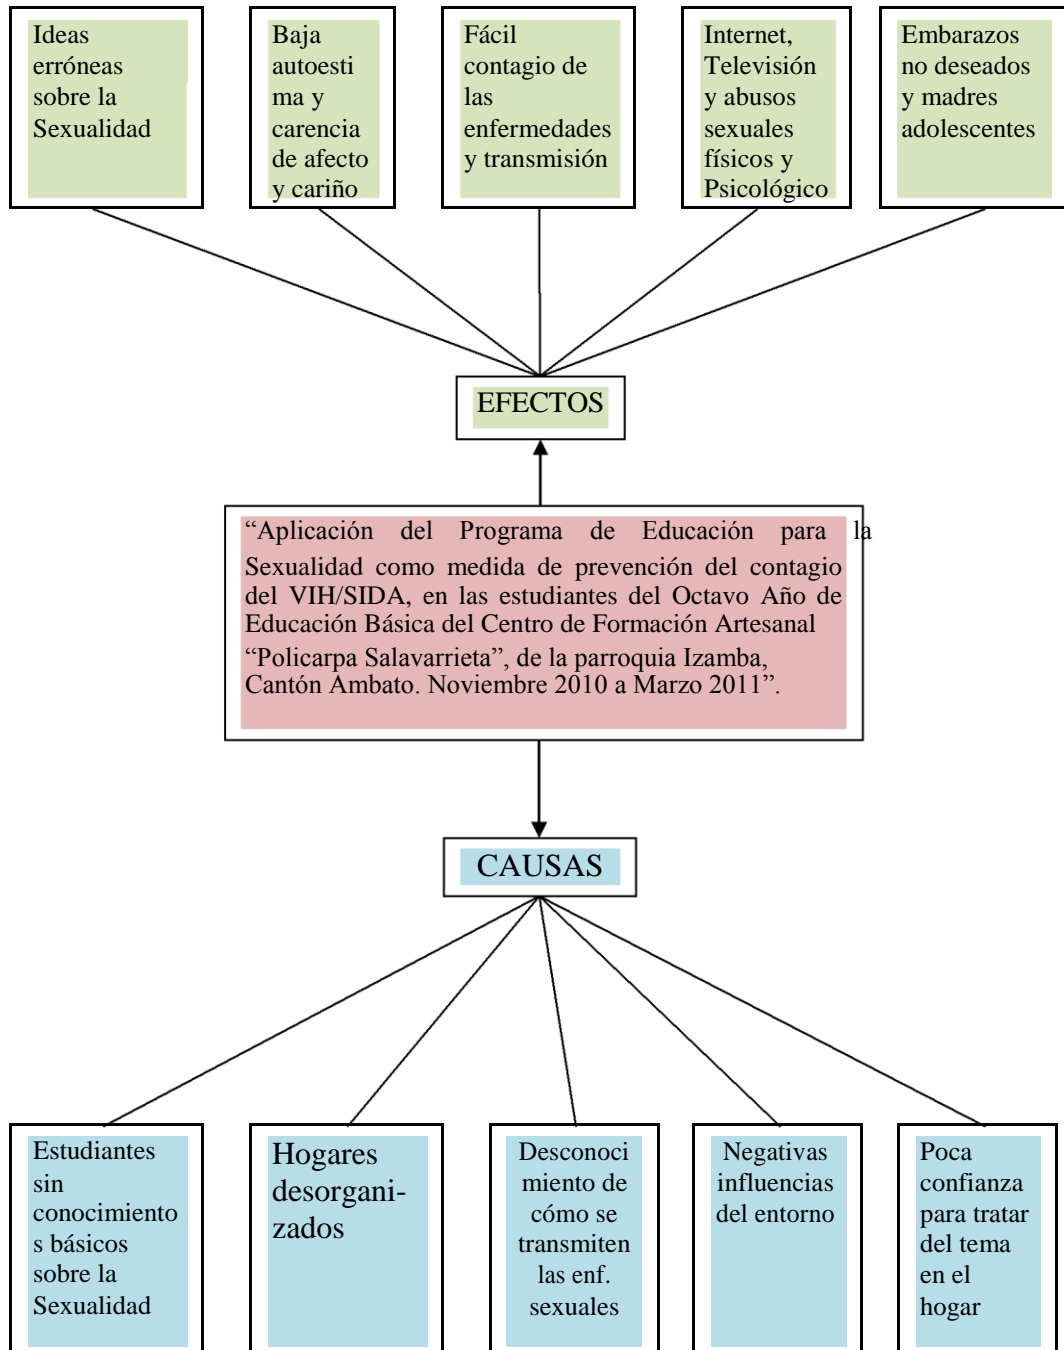 Ideas
erróneas
sobre la
Sexualidad
Baja
autoesti
ma y
carencia
de afecto
y cariño
Fácil
contagio de
las
enfermedades
y transmisión
Internet,
Televisión
y abusos
sexuales
físicos y
Psicológico
Embarazos
no deseados
y madres
adolescentes
EFECTOS
“Aplicación del Programa de Educación para la
Sexualidad como medida de prevención del contagio
del VIH/SIDA, en las estudiantes del Octavo Año de
Educación Básica del Centro de Formación Artesanal
“Policarpa Salavarrieta”, de la parroquia Izamba,
Cantón Ambato. Noviembre 2010 a Marzo 2011”.
CAUSAS
Estudiantes
sin
conocimiento
s básicos
sobre la
Sexualidad
Hogares
desorgani-
zados
Desconoci
miento de
cómo se
transmiten
las enf.
sexuales
Negativas
influencias
del entorno
Poca
confianza
para tratar
del tema
en el
hogar